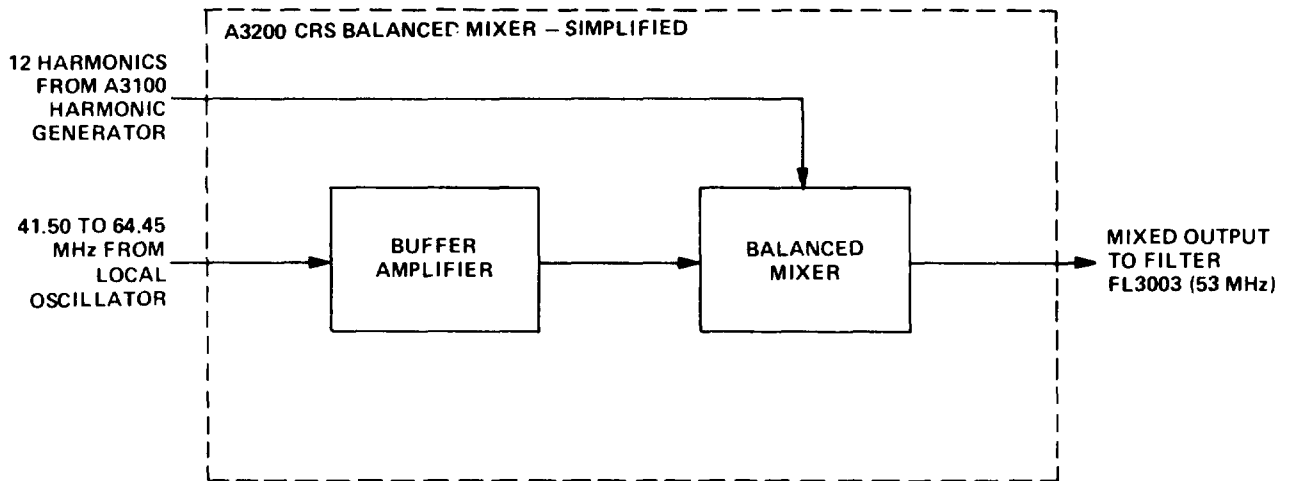 A3200 CRS BALANCED MIXER – SIMPLIFIED
12 HARMONICS
FROM A3100
HARMONIC
GENERATOR
41.50 TO 64.45
MHz FROM
LOCAL
OSCILLATOR
BUFFER
AMPLIFIER
BALANCED
MIXER
MIXED OUTPUT
TO FILTER
FL3003 (53 MHz)